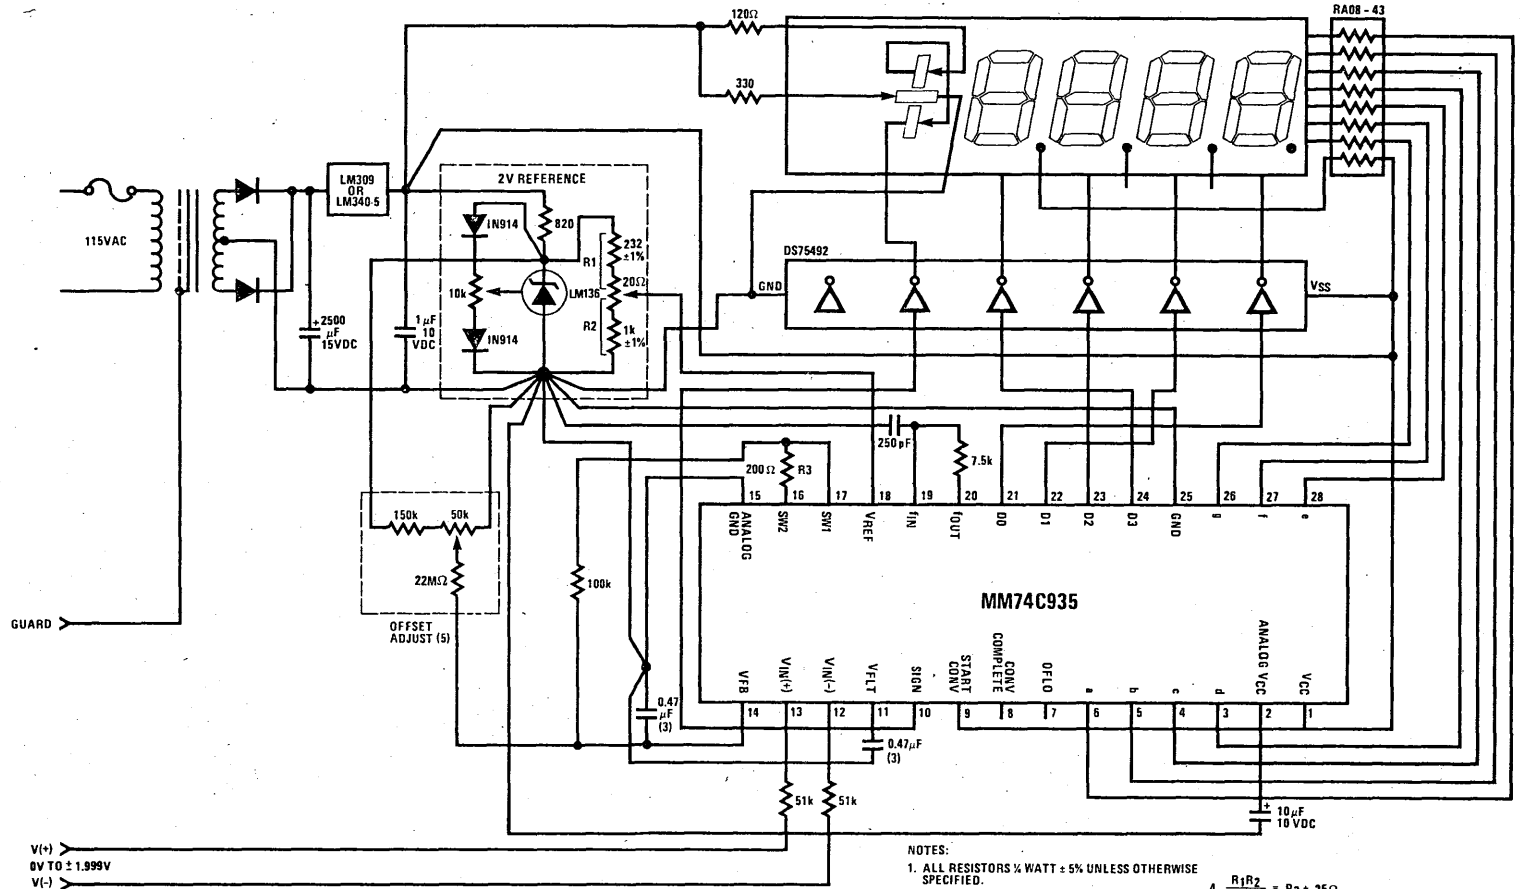 RA08 - 43
120Ω
330
LM309
OR
LM340-5
2V REFERENCE
IN914
820
R1
232
±1%
115VAC
DS75492
GND
VSS
10k
LM136
20Ω
R2
1k
±1%
IN914
+ 2500
µF
15VDC
1 µF
10
VDC
250 pF
7.5k
200 Ω
R3
15
16
17
18
19
20
21
22
23
24
25
26
27
28
ANALOG
GND
SW2
SW1
VREF
fIN
fOUT
D0
D1
D2
D3
GND
g
f
e
150k
50k
22MΩ
100k
MM74C935
GUARD
OFFSET
ADJUST (5)
VFB
VIN(+)
VIN(-)
VFLT
SIGN
START
CONV
CONV
COMPLETE
OFLO
a
b
c
d
ANALOG VCC
VCC
14
13
12
11
10
9
8
7
6
5
4
3
2
1
0.47
µF
(3)
0.47µF
(3)
51k
51k
+
10µF
10 VDC
V(+)
0V TO ± 1.999V
V(-)
NOTES:
1. ALL RESISTORS ¼ WATT ± 5% UNLESS OTHERWISE
SPECIFIED.
R1R2